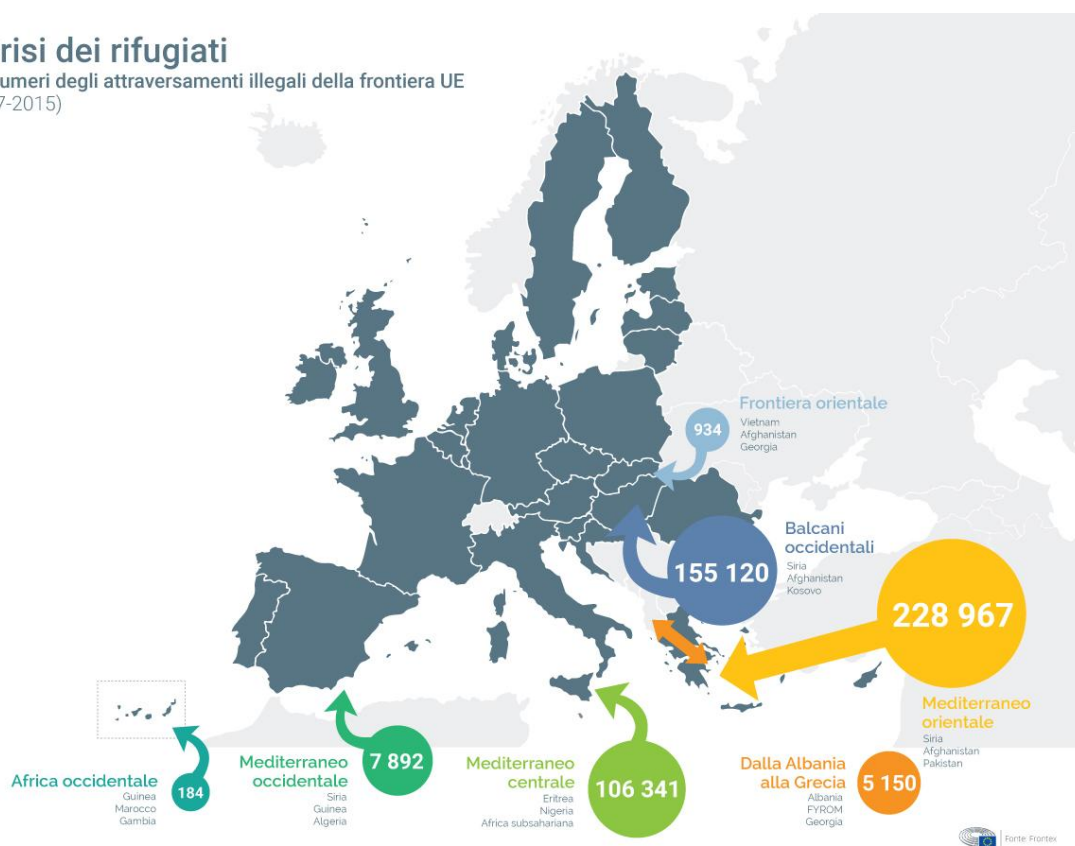 risi dei rifugiati
umeri degli attraversamenti illegali della frontiera UE
7-2015)
Frontiera orientale
934
Vietnam
Afghanistan
Georgia
Balcani
occidentali
155 120
Siria
Afghanistan
Kosovo
228 967
Mediterraneo
orientale
Siria
Afghanistan
Pakistan
Africa occidentale
184
Guinea
Marocco
Gambia
Mediterraneo
occidentale
7 892
Siria
Guinea
Algeria
Mediterraneo
centrale
106 341
Eritrea
Nigeria
Africa subsahariana
Dalla Albania
alla Grecia
5 150
Albania
FYROM
Georgia
Fonte: Frontex